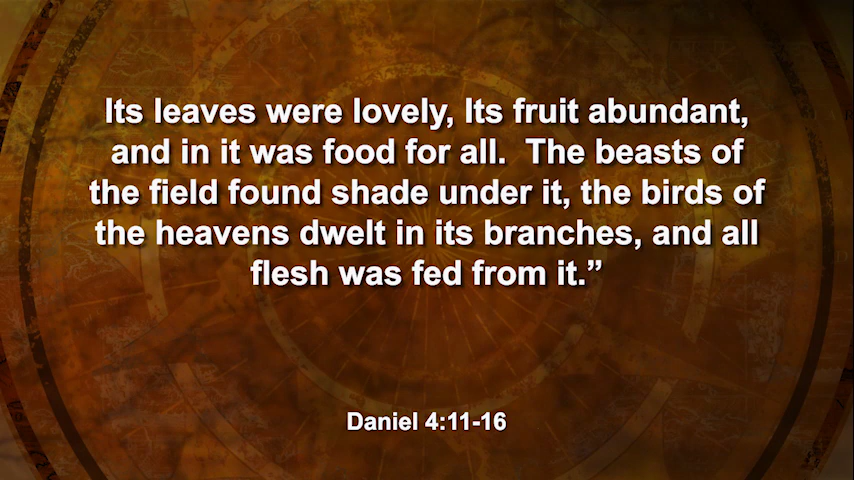 Its leaves were lovely, Its fruit abundant,
and in it was food for all.  The beasts of
the field found shade under it, the birds of
the heavens dwelt in its branches, and all
flesh was fed from it.”
Daniel 4:11-16